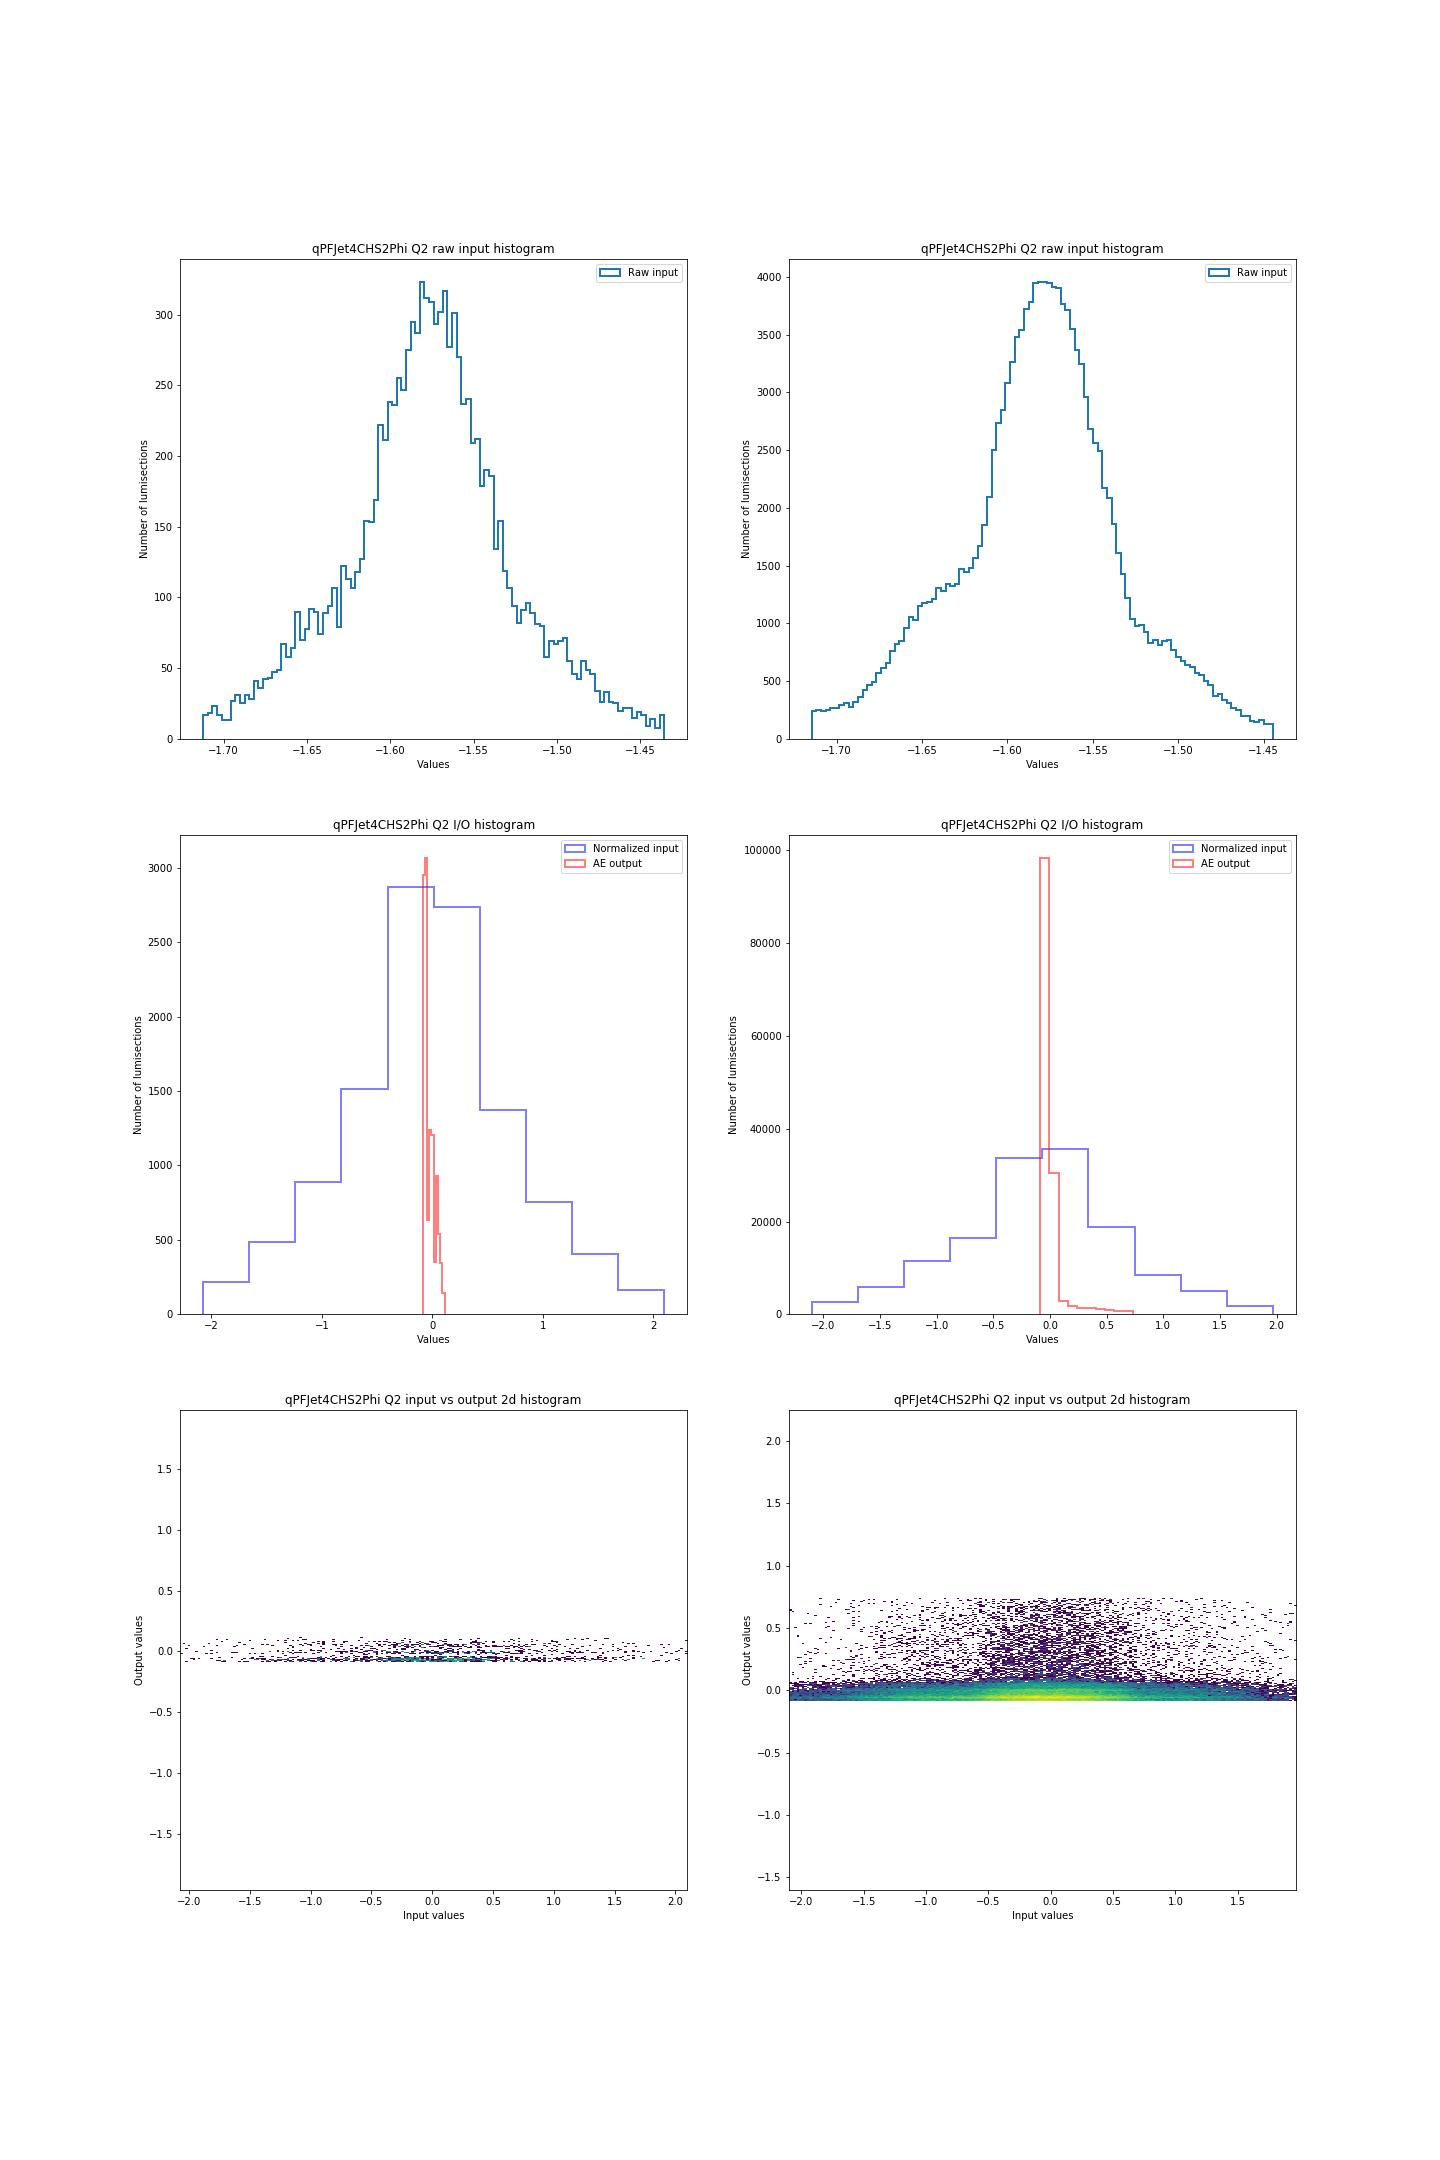 qPFJet4CHS2Phi Q2 raw input histogram
Raw input
Number of lumisections
300
250
200
150
100
50
0
−1.70 −1.65 −1.60 −1.55 −1.50 −1.45
Values
qPFJet4CHS2Phi Q2 raw input histogram
Raw input
Number of lumisections
4000
3500
3000
2500
2000
1500
1000
500
0
−1.70 −1.65 −1.60 −1.55 −1.50 −1.45
Values
qPFJet4CHS2Phi Q2 I/O histogram
Normalized input
AE output
Number of lumisections
3000
2500
2000
1500
1000
500
0
−2 −1 0 1 2
Values
qPFJet4CHS2Phi Q2 I/O histogram
Normalized input
AE output
Number of lumisections
100000
80000
60000
40000
20000
0
−2.0 −1.5 −1.0 −0.5 0.0 0.5 1.0 1.5 2.0
Values
qPFJet4CHS2Phi Q2 input vs output 2d histogram
Output values
1.5
1.0
0.5
0.0
−0.5
−1.0
−1.5
−2.0 −1.5 −1.0 −0.5 0.0 0.5 1.0 1.5 2.0
Input values
qPFJet4CHS2Phi Q2 input vs output 2d histogram
Output values
2.0
1.5
1.0
0.5
0.0
−0.5
−1.0
−1.5
−2.0 −1.5 −1.0 −0.5 0.0 0.5 1.0 1.5
Input values